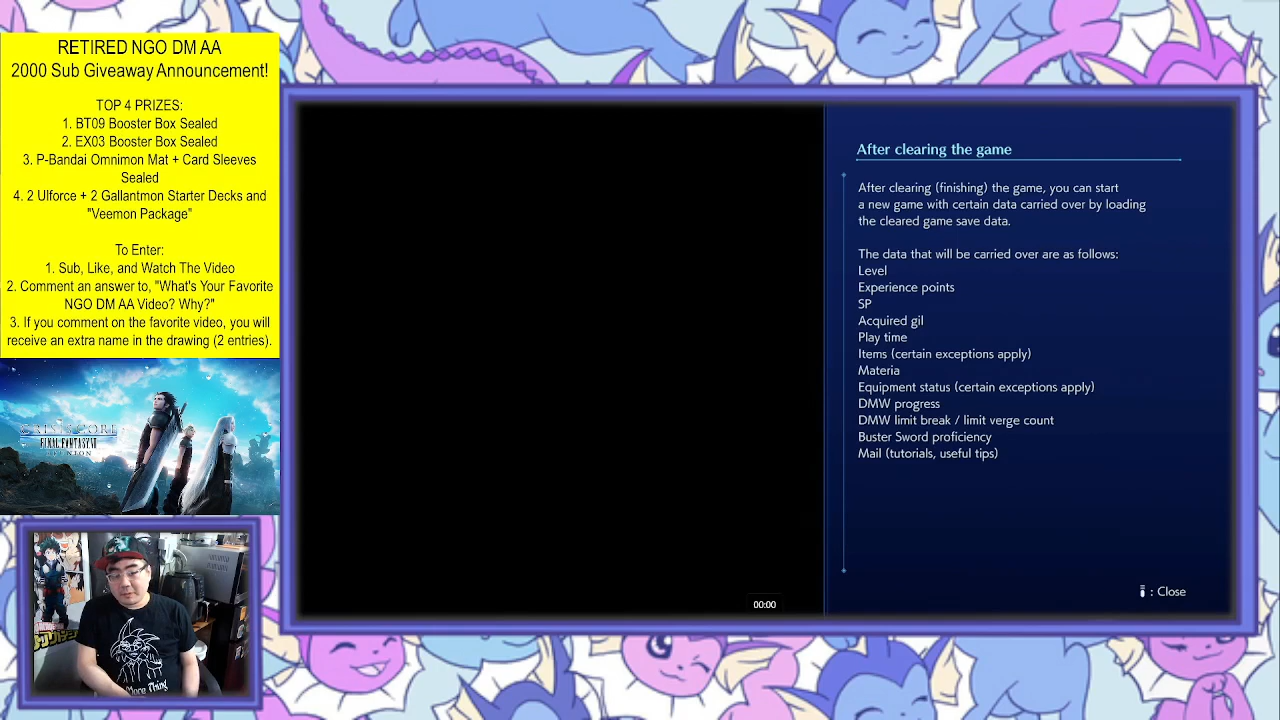 RETIRED NGO DM AA
2000 Sub Giveaway Announcement!
TOP 4 PRIZES:
1. BT09 Booster Box Sealed
2. EX03 Booster Box Sealed
3. P-Bandai Omnimon Mat + Card Sleeves
Sealed
4. 2 Ulforce + 2 Gallantmon Starter Decks and
"Veemon Package"
To Enter:
1. Sub, Like, and Watch The Video
2. Comment an answer to, "What's Your Favorite
NGO DM AA Video? Why?"
3. If you comment on the favorite video, you will
receive an extra name in the drawing (2 entries).
CRISIS CORE
FINAL FANTASY VII
REUNION
More Thing
After clearing the game
After clearing (finishing) the game, you can start
a new game with certain data carried over by loading
the cleared game save data.
The data that will be carried over are as follows:
Level
Experience points
SP
Acquired gil
Play time
Items (certain exceptions apply)
Materia
Equipment status (certain exceptions apply)
DMW progress
DMW limit break / limit verge count
Buster Sword proficiency
Mail (tutorials, useful tips)
00:00
: Close